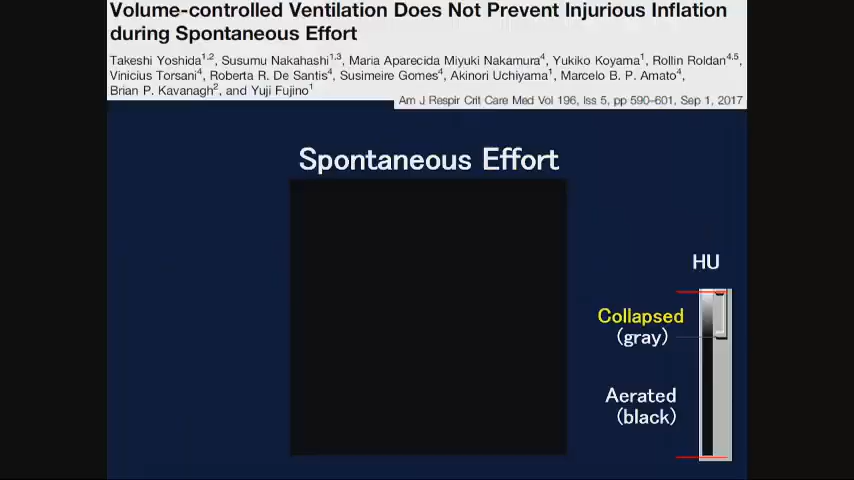 Volume-controlled Ventilation Does Not Prevent Injurious Inflation
during Spontaneous Effort
Takeshi Yoshida1,2, Susumu Nakahashi1,3, Maria Aparecida Miyuki Nakamura4, Yukiko Koyama1, Rollin Roldan4,5,
Vinicius Torsani4, Roberta R. De Santis4, Susimeire Gomes4, Akinori Uchiyama1, Marcelo B. P. Amato4,
Brian P. Kavanagh2, and Yuji Fujino1
Am J Respir Crit Care Med Vol 196, Iss 5, pp 590–601, Sep 1, 2017
Spontaneous Effort
HU
Collapsed
(gray)
Aerated
(black)